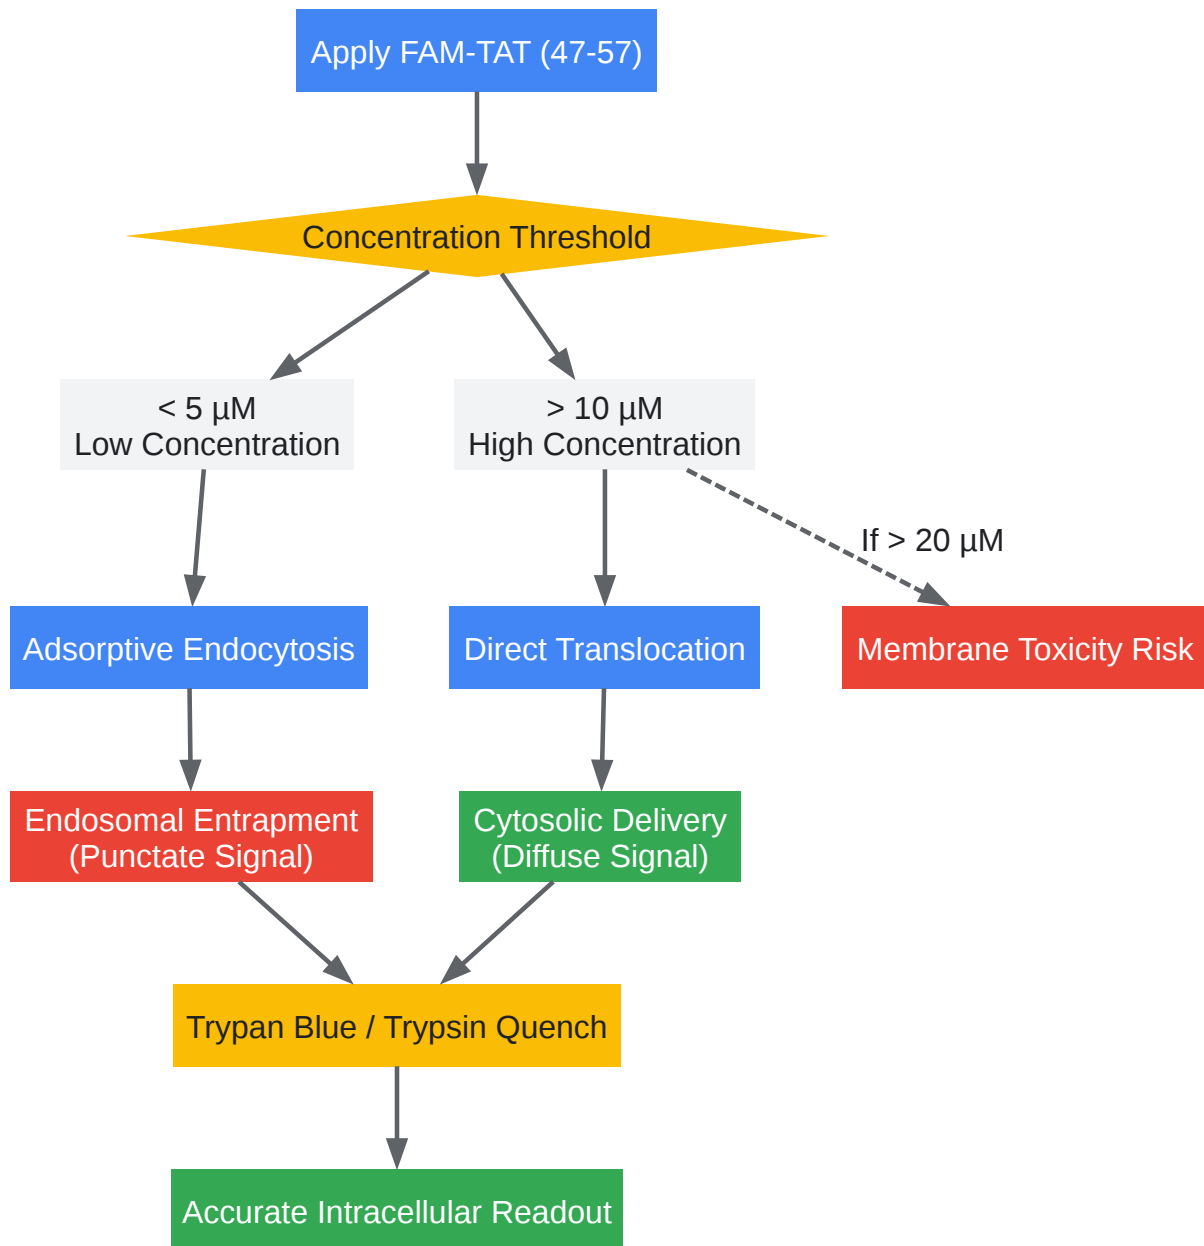 Apply FAM-TAT (47-57)
Concentration Threshold
< 5 µM
Low Concentration
> 10 µM
High Concentration
If > 20 µM
Adsorptive Endocytosis
Direct Translocation
Membrane Toxicity Risk
Endosomal Entrapment
(Punctate Signal)
Cytosolic Delivery
(Diffuse Signal)
Trypan Blue / Trypsin Quench
Accurate Intracellular Readout